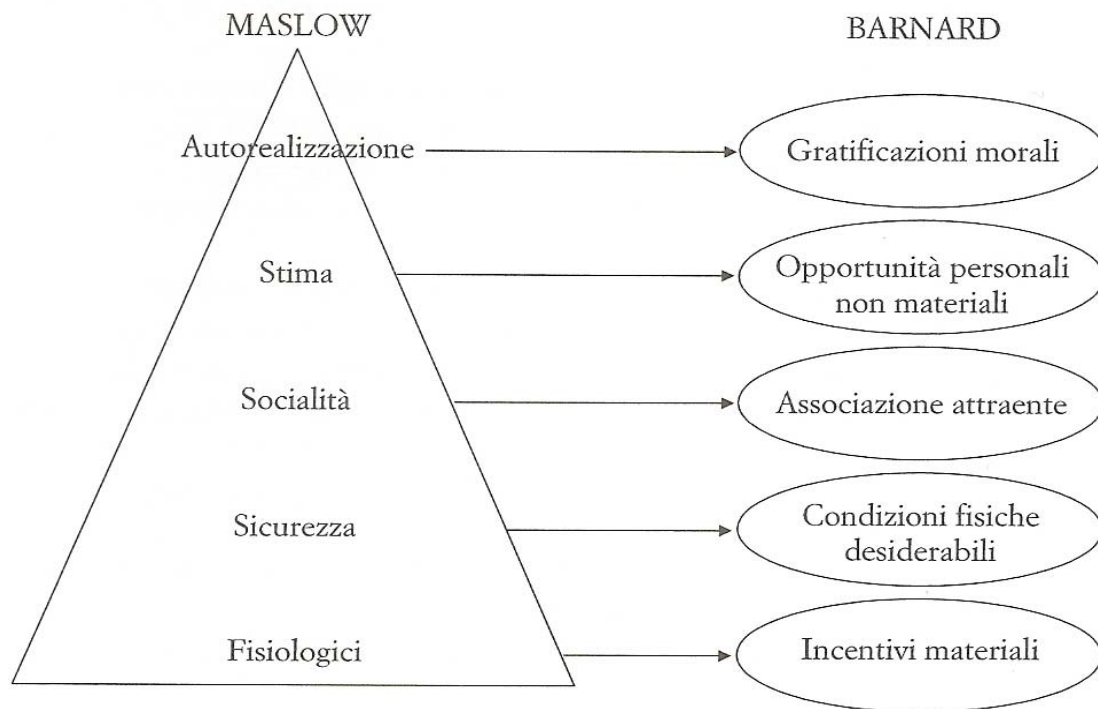 MASLOW
BARNARD
Autorealizzazione
Gratificazioni morali
Stima
Opportunità personali
non materiali
Socialità
Associazione attraente
Sicurezza
Condizioni fisiche
desiderabili
Fisiologici
Incentivi materiali